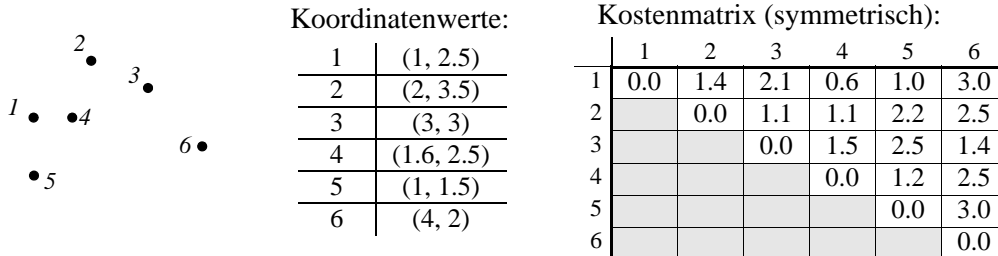 Koordinatenwerte:
1 (1, 2.5)
2 (2, 3.5)
3 (3, 3)
4 (1.6, 2.5)
5 (1, 1.5)
6 (4, 2)
Kostenmatrix (symmetrisch):
1 2 3 4 5 6
1 0.0 1.4 2.1 0.6 1.0 3.0
2 0.0 1.1 1.1 2.2 2.5
3 0.0 1.5 2.5 1.4
4 0.0 1.2 2.5
5 0.0 3.0
6 0.0
2
3
1
4
6
5